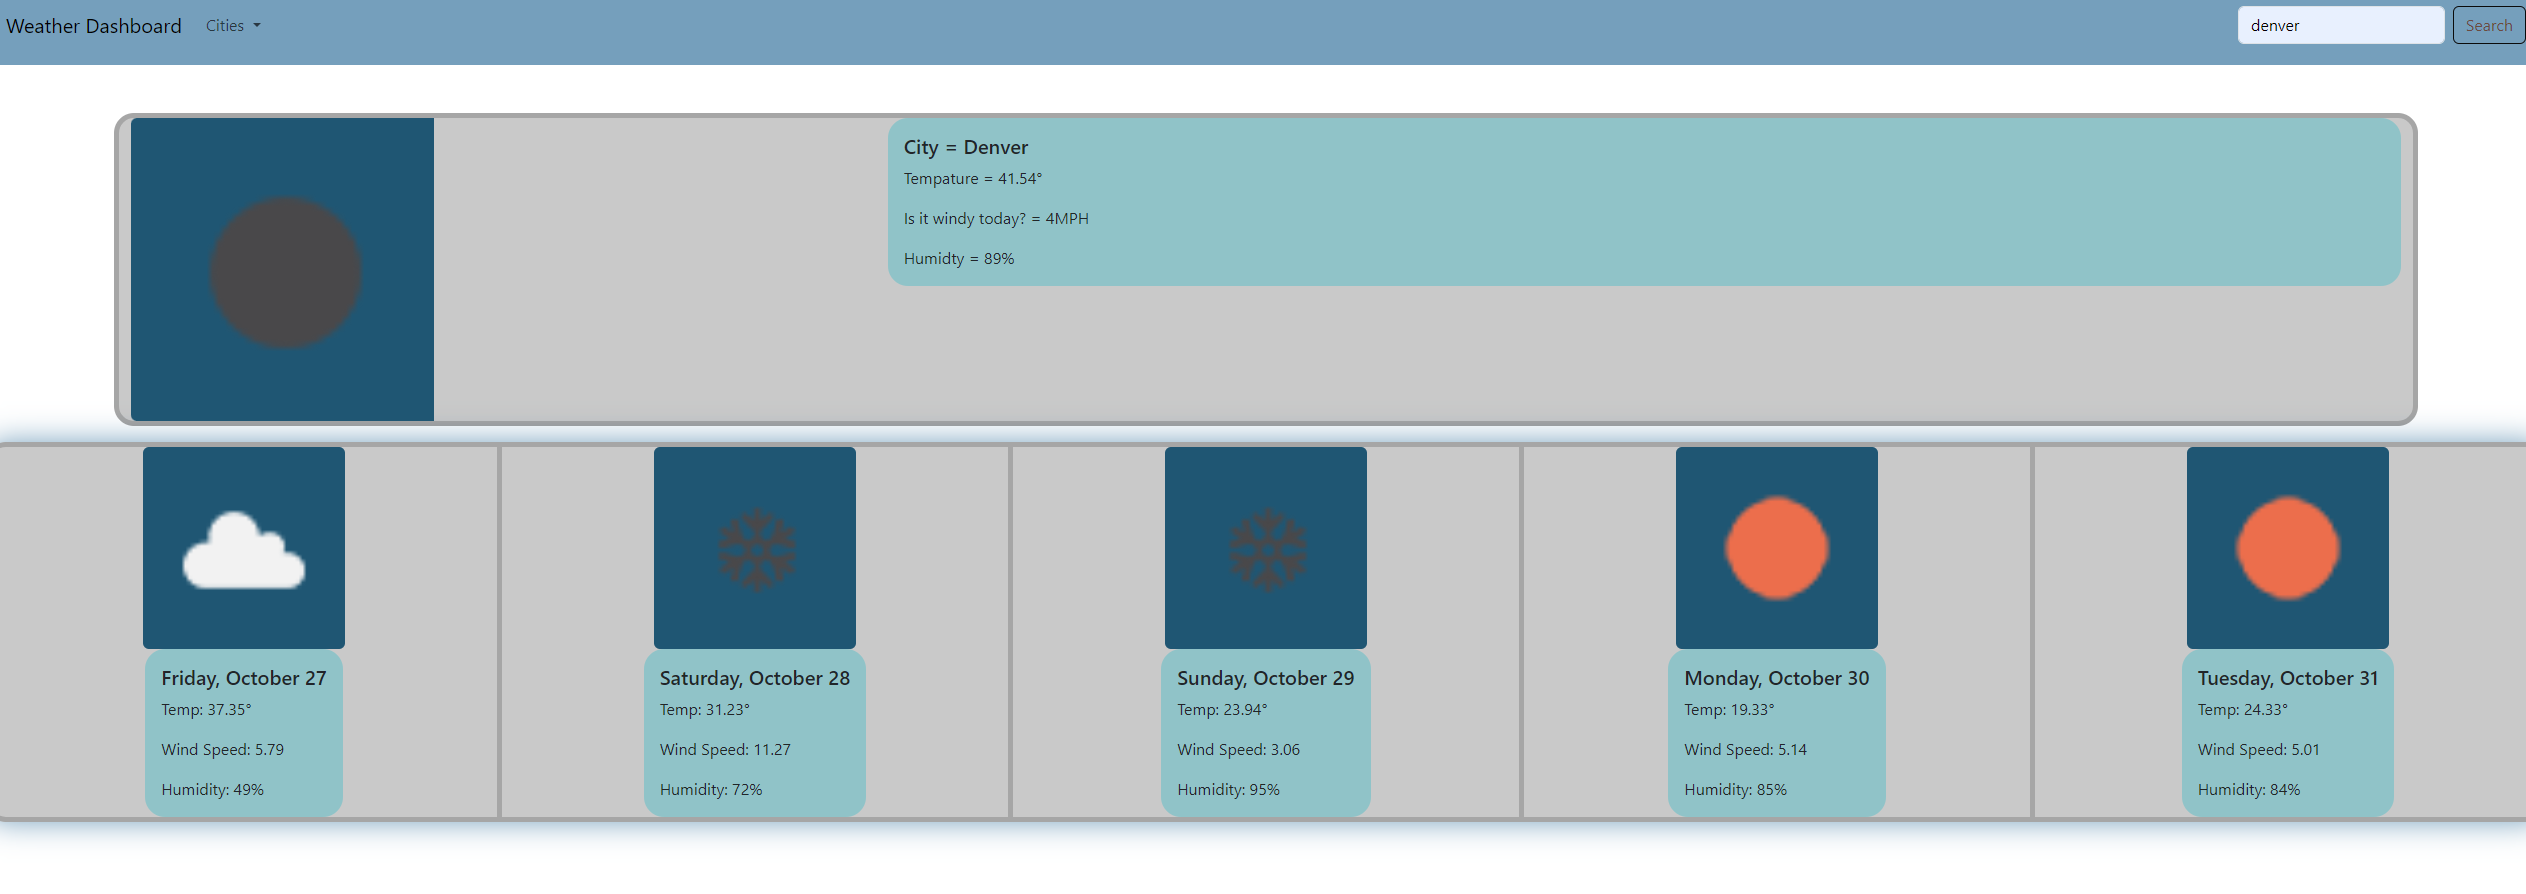 Weather Dashboard Cities denver Search
City = Denver
Tempature = 41.54°
Is it windy today? = 4MPH
Humidty = 89%
Friday, October 27
Temp: 37.35°
Wind Speed: 5.79
Humidity: 49%
Saturday, October 28
Temp: 31.23°
Wind Speed: 11.27
Humidity: 72%
Sunday, October 29
Temp: 23.94°
Wind Speed: 3.06
Humidity: 95%
Monday, October 30
Temp: 19.33°
Wind Speed: 5.14
Humidity: 85%
Tuesday, October 31
Temp: 24.33°
Wind Speed: 5.01
Humidity: 84%